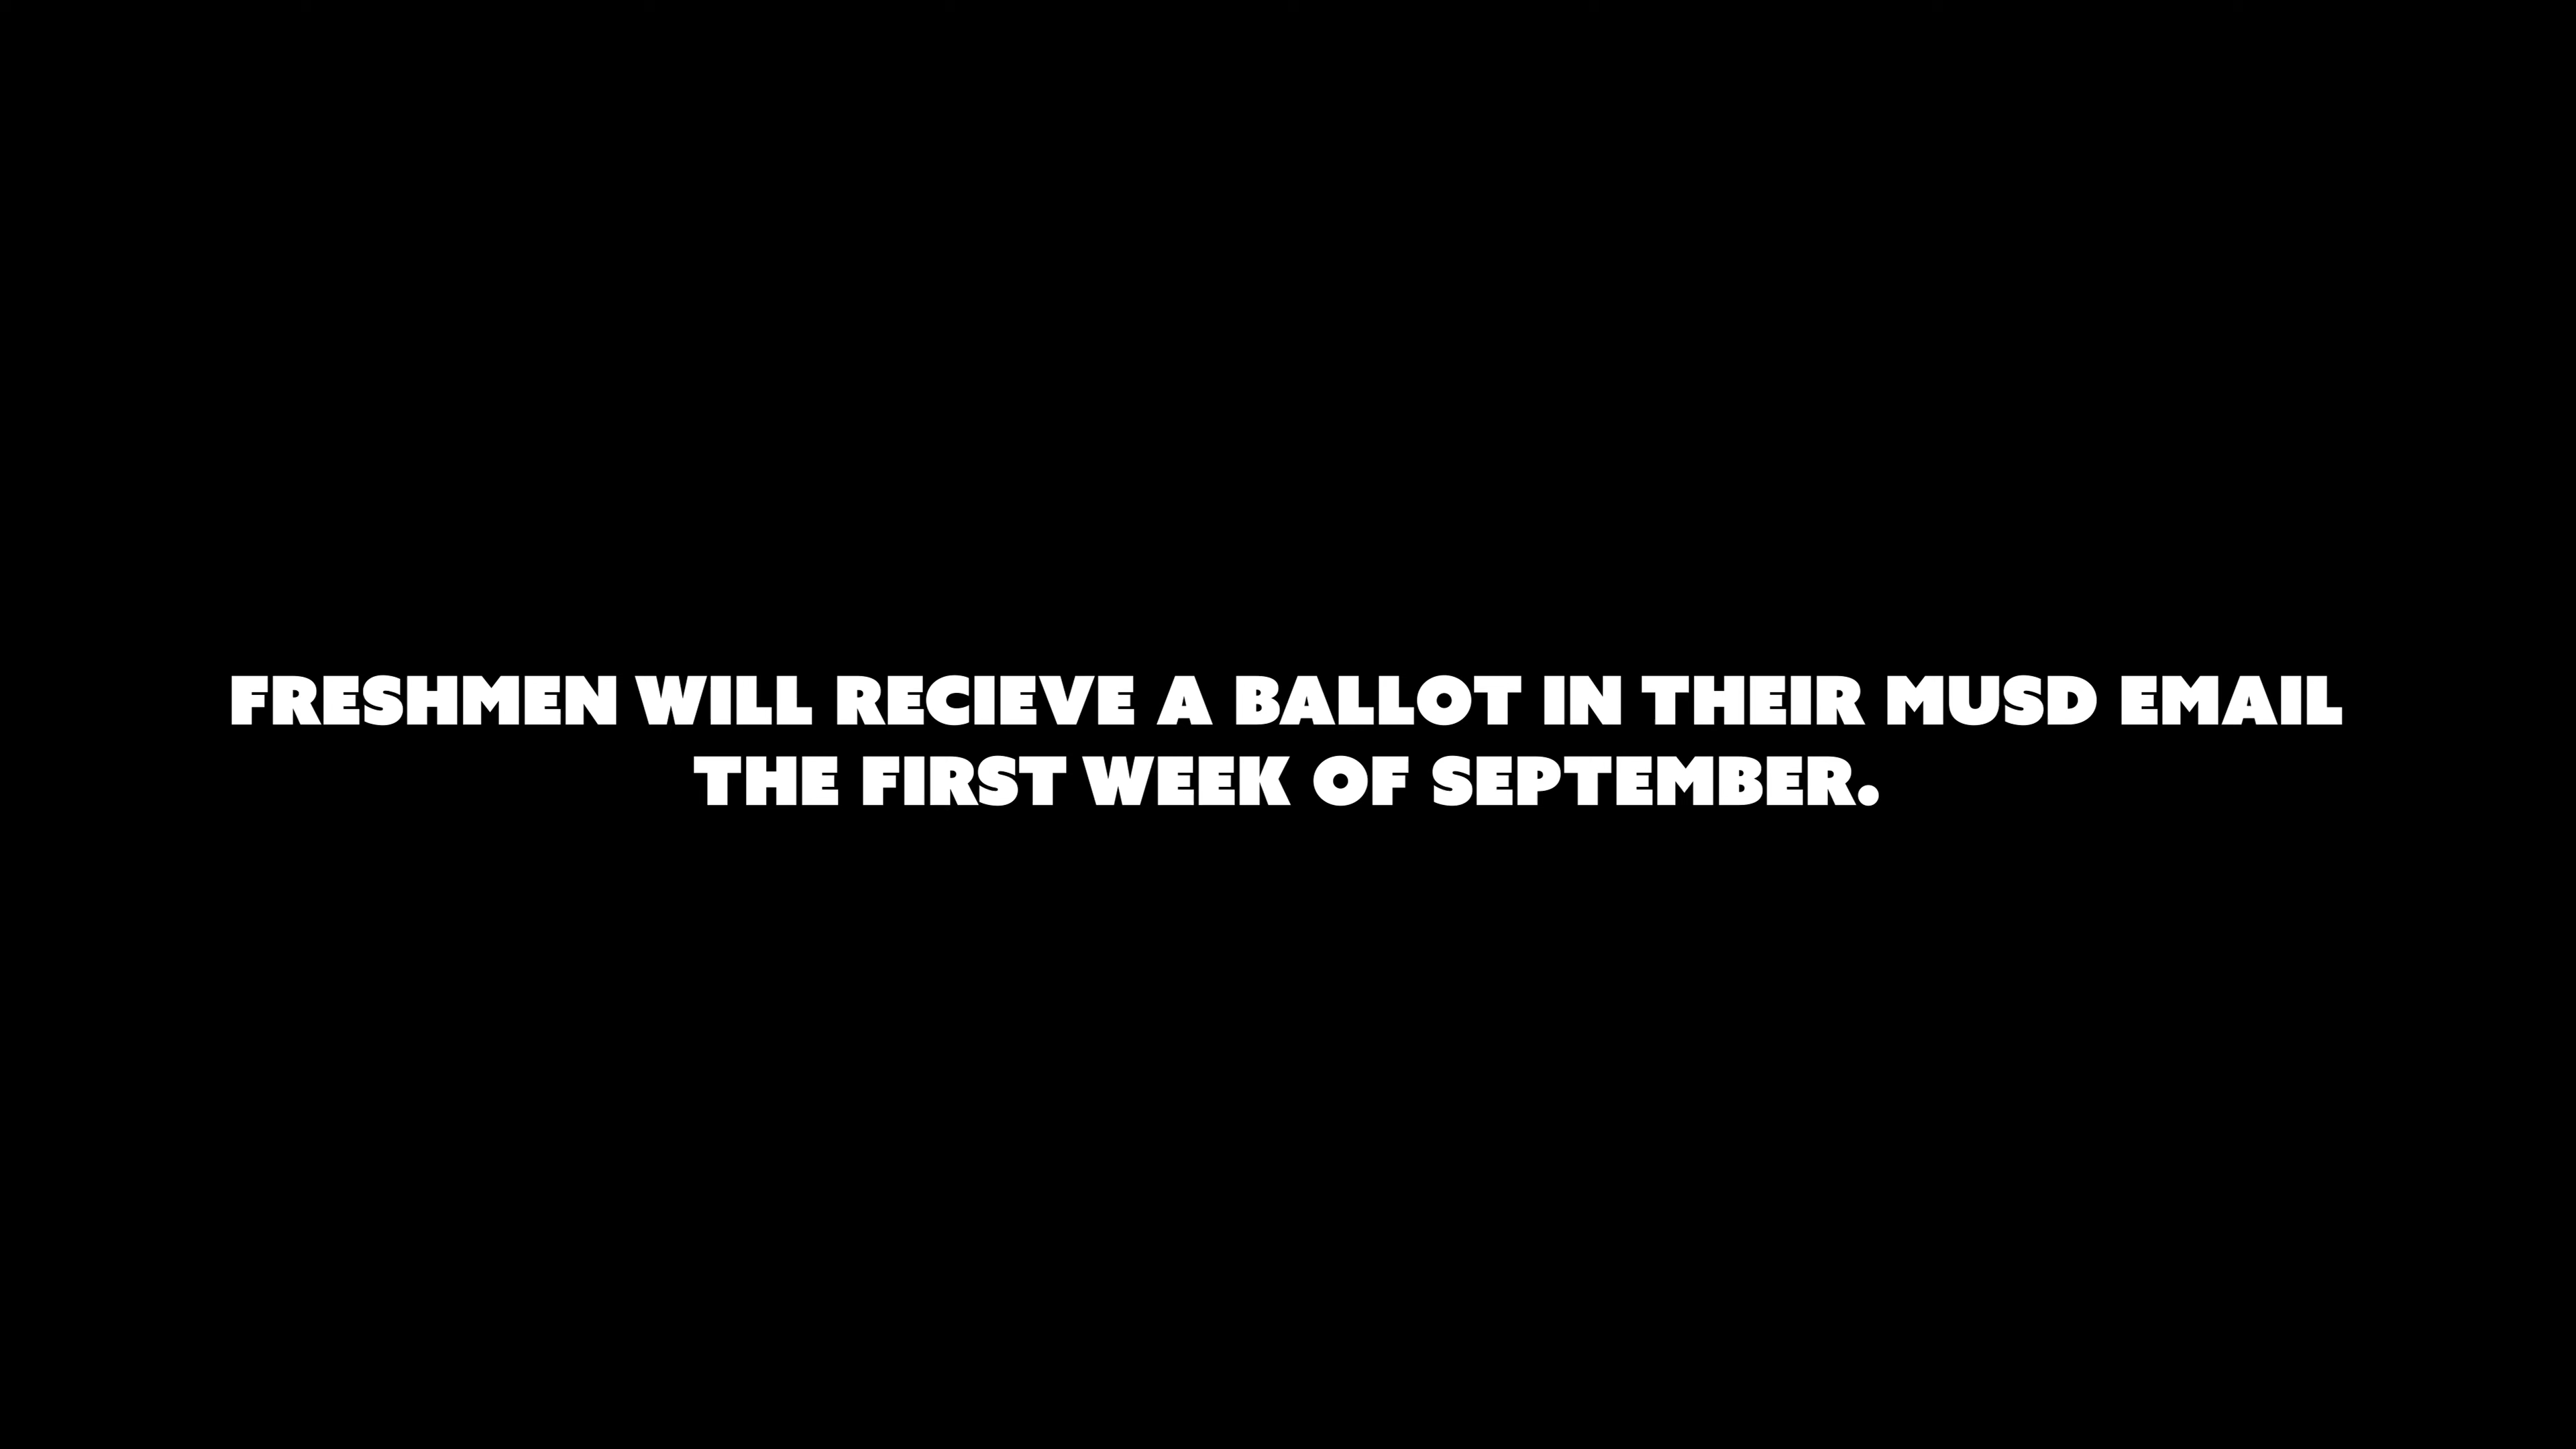 FRESHMEN WILL RECIEVE A BALLOT IN THEIR MUSD EMAIL
THE FIRST WEEK OF SEPTEMBER.